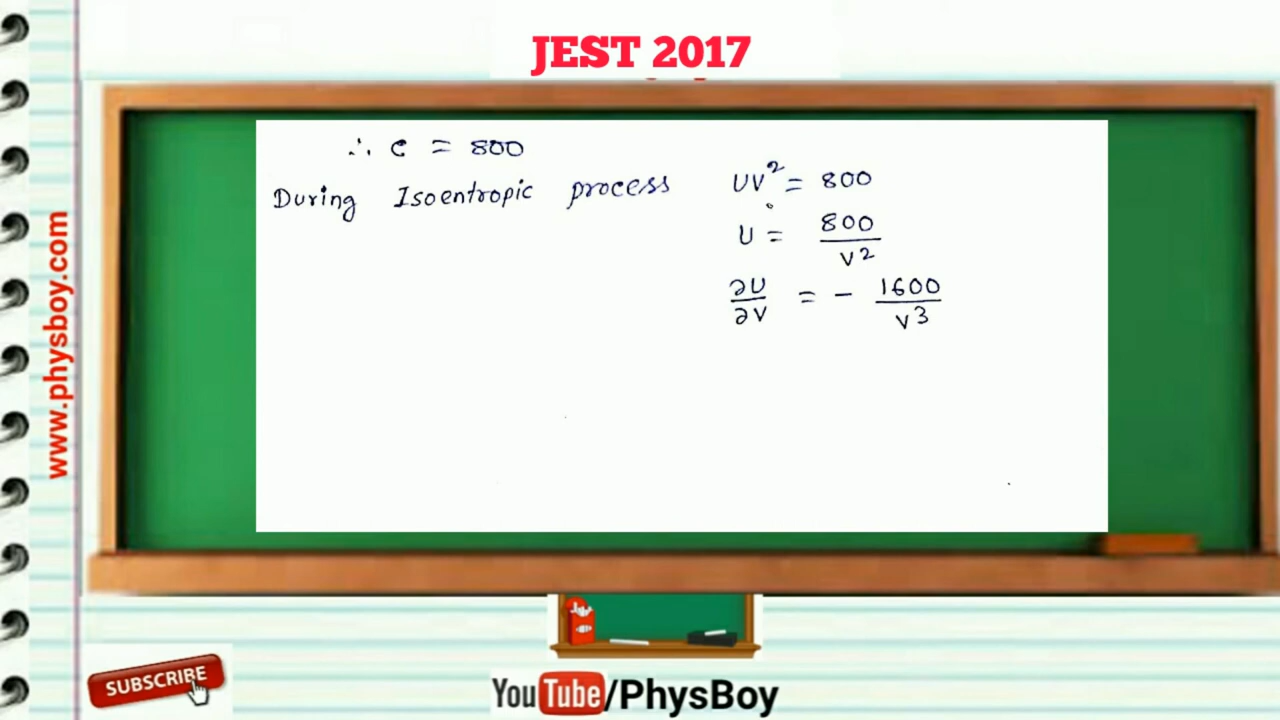 JEST 2017
∴ C = 800
During Isoentropic process UV² = 800
U = 800/V²
∂U/∂V = - 1600/V³
www.physboy.com
SUBSCRIBE
YouTube/PhysBoy